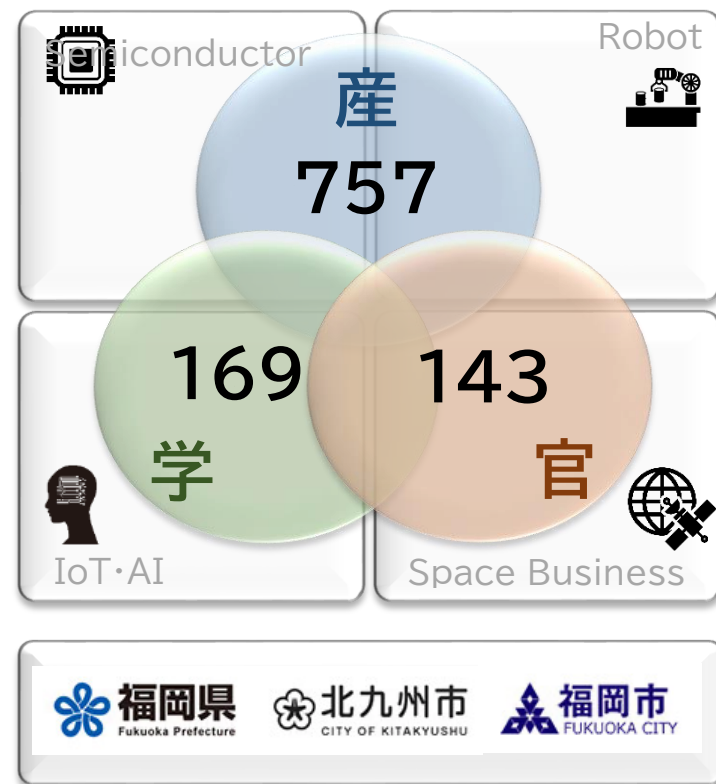 Semiconductor
Robot
産
757
169
143
学
官
IoT・AI
Space Business
福岡県
Fukuoka Prefecture
北九州市
CITY OF KITAKYUSHU
福岡市
FUKUOKA CITY